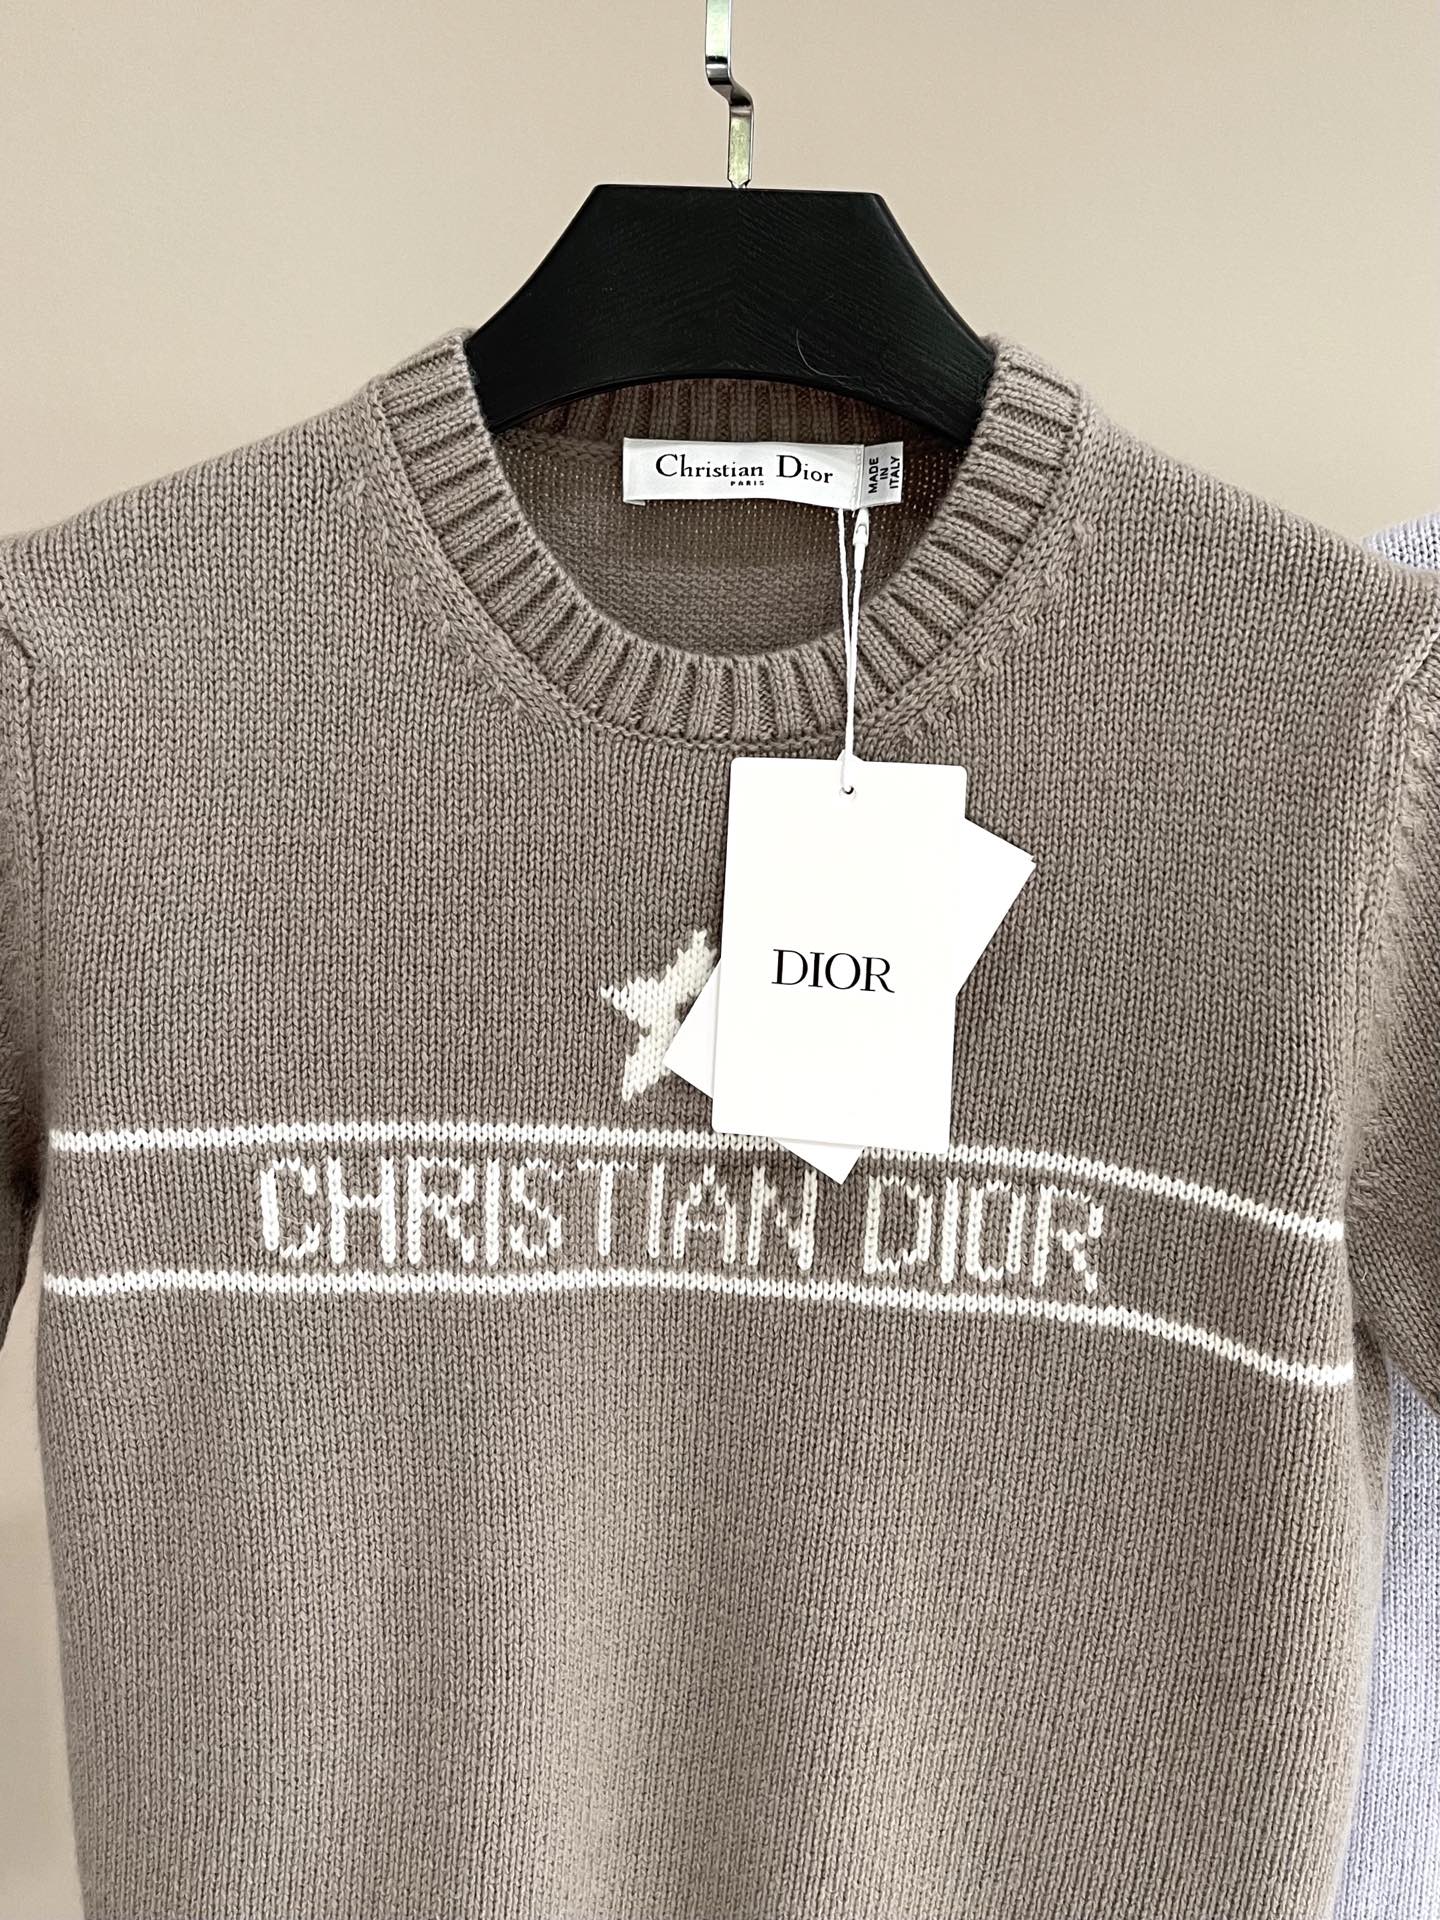 Christian Dior
PARIS
MADE
IN
ITALY
DIOR
CHRISTIAN DIOR